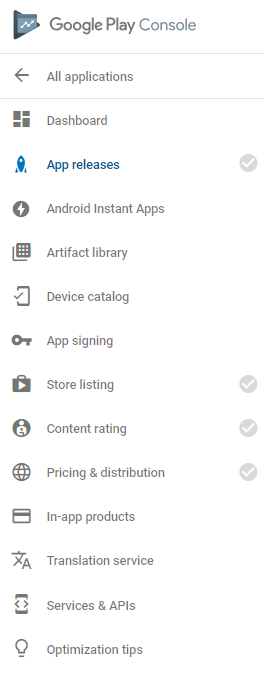 Google Play Console
All applications
Dashboard
App releases
Android Instant Apps
Artifact library
Device catalog
App signing
Store listing
Content rating
Pricing & distribution
In-app products
Translation service
Services & APIs
Optimization tips